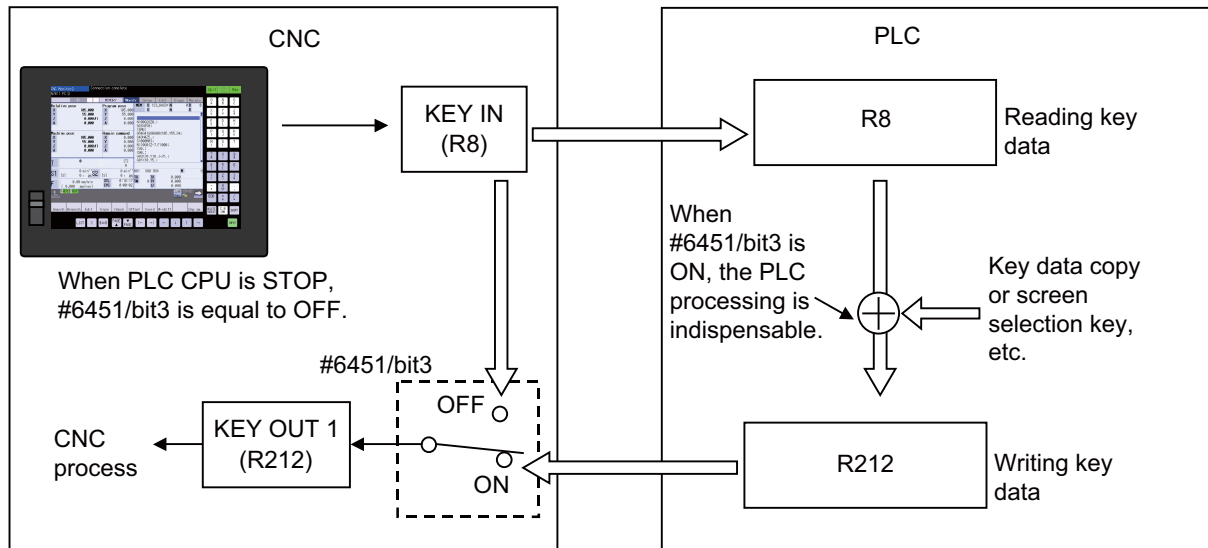 CNC
PLC
KEY IN
(R8)
R8
Reading key
data
When PLC CPU is STOP,
#6451/bit3 is equal to OFF.
When
#6451/bit3 is
ON, the PLC
processing is
indispensable.
Key data copy
or screen
selection key,
etc.
#6451/bit3
OFF
ON
KEY OUT 1
(R212)
CNC
process
R212
Writing key
data